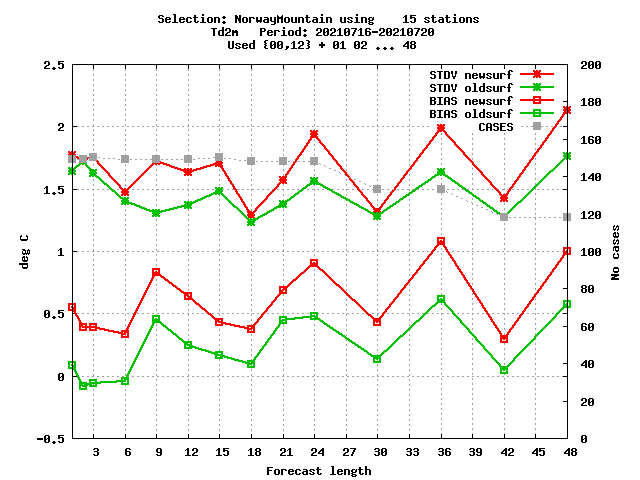 Selection: NorwayMountain using    15 stations
Td2m   Period: 20210716-20210720
Used {00,12} + 01 02 ... 48
STDV newsurf
STDV oldsurf
BIAS newsurf
BIAS oldsurf
CASES
deg C
2.5
2
1.5
1
0.5
0
-0.5
200
180
160
140
120
100
80
60
40
20
0
No cases
3 6 9 12 15 18 21 24 27 30 33 36 39 42 45 48
Forecast length